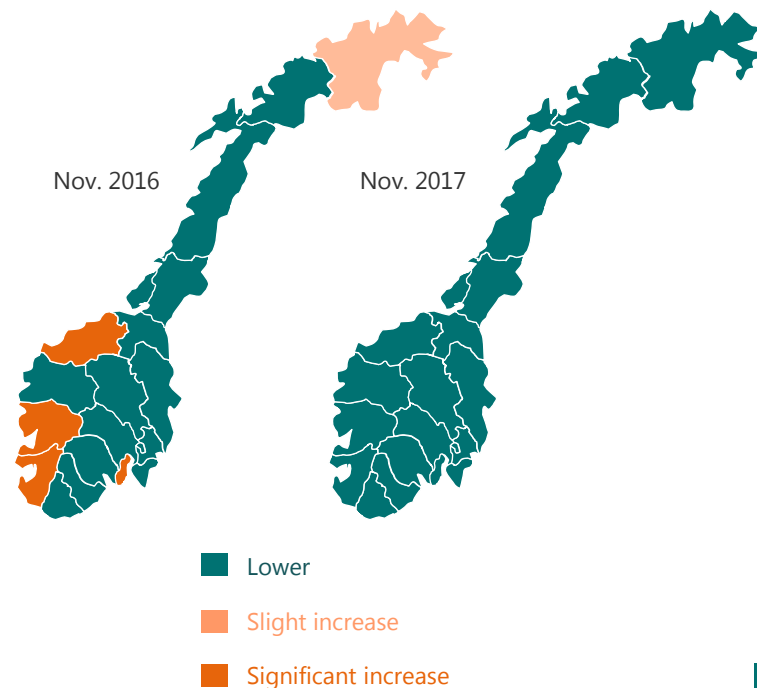 Nov. 2016
Nov. 2017
Lower
Slight increase
Significant increase